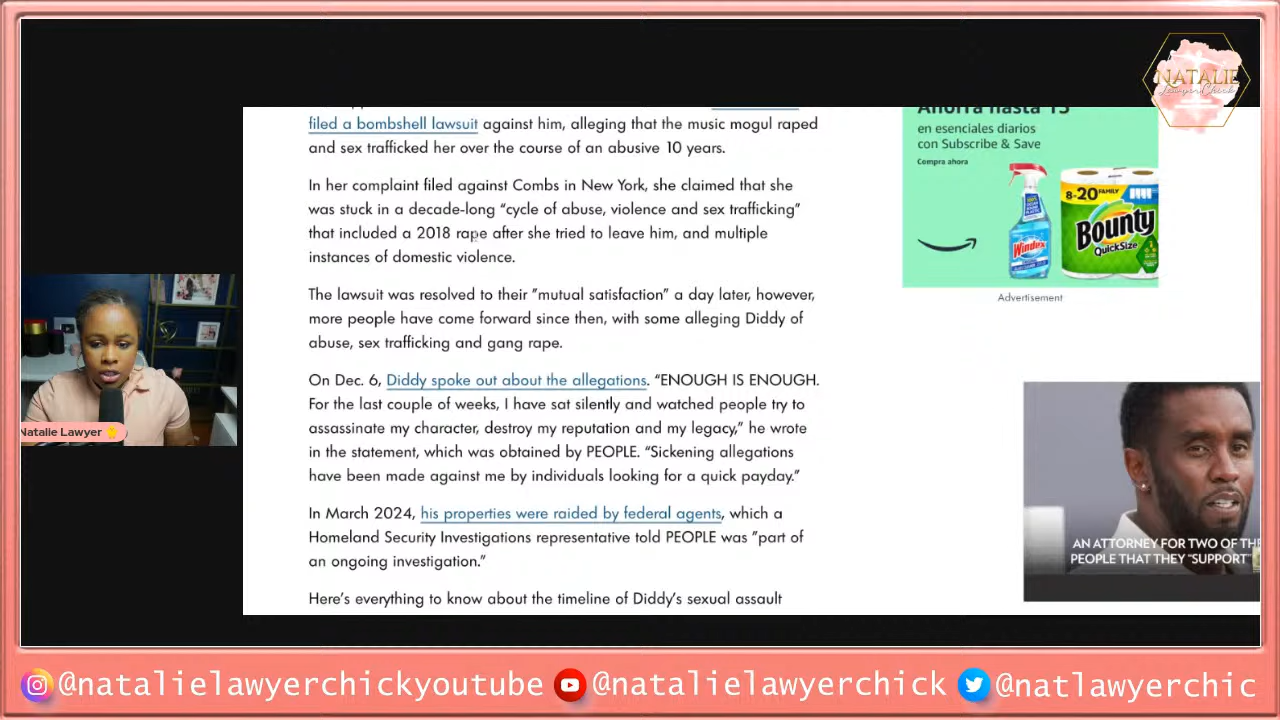 NATALIE
LawyerChick
filed a bombshell lawsuit against him, alleging that the music mogul raped
and sex trafficked her over the course of an abusive 10 years.
In her complaint filed against Combs in New York, she claimed that she
was stuck in a decade-long “cycle of abuse, violence and sex trafficking”
that included a 2018 rape after she tried to leave him, and multiple
instances of domestic violence.
The lawsuit was resolved to their ”mutual satisfaction” a day later, however,
more people have come forward since then, with some alleging Diddy of
abuse, sex trafficking and gang rape.
On Dec. 6, Diddy spoke out about the allegations. “ENOUGH IS ENOUGH.
For the last couple of weeks, I have sat silently and watched people try to
assassinate my character, destroy my reputation and my legacy,” he wrote
in the statement, which was obtained by PEOPLE. “Sickening allegations
have been made against me by individuals looking for a quick payday.”
In March 2024, his properties were raided by federal agents, which a
Homeland Security Investigations representative told PEOPLE was ”part of
an ongoing investigation.”
Here’s everything to know about the timeline of Diddy’s sexual assault
Ahorra hasta 15
en esenciales diarios
con Subscribe & Save
Compra ahora
Windex
8=20 FAMILY
Bounty
QuickSize
Advertisement
AN ATTORNEY FOR TWO OF THE
PEOPLE THAT THEY "SUPPORT"
Natalie Lawyer
@natalielawyerchickyoutube
@natalielawyerchick
@natlawyerchic